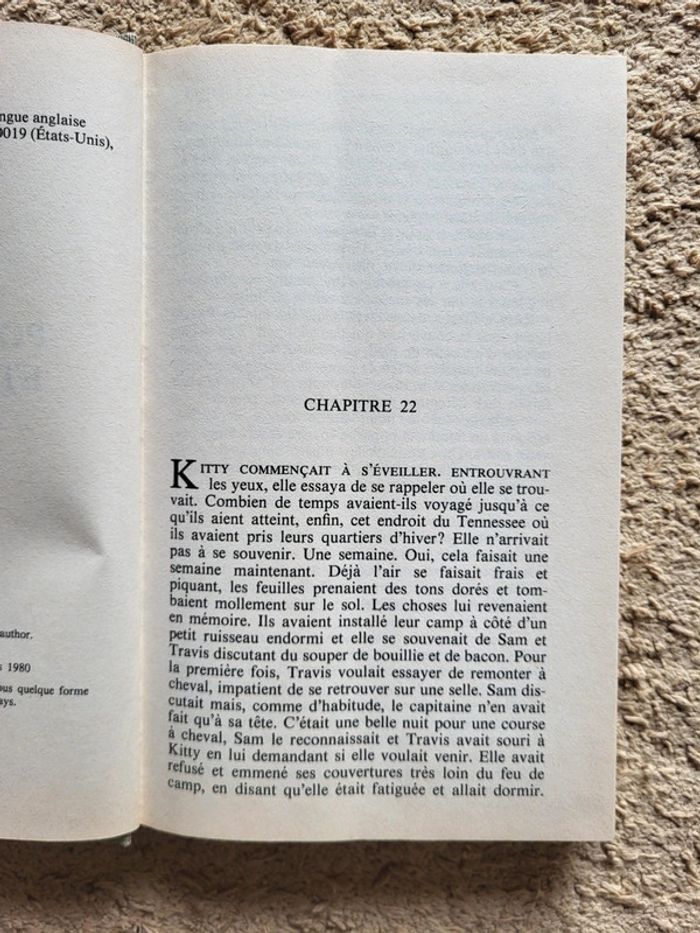 ngue anglaise
0019 (États-Unis),
author.
1980
ous quelque forme
ays.
CHAPITRE 22
KITTY COMMENÇAIT À S'ÉVEILLER. ENTROUVRANT
les yeux, elle essaya de se rappeler où elle se trou-
vait. Combien de temps avaient-ils voyagé jusqu'à ce
qu'ils aient atteint, enfin, cet endroit du Tennessee où
ils avaient pris leurs quartiers d'hiver? Elle n'arrivait
pas à se souvenir. Une semaine. Oui, cela faisait une
semaine maintenant. Déjà l'air se faisait frais et
piquant, les feuilles prenaient des tons dorés et tom-
baient mollement sur le sol. Les choses lui revenaient
en mémoire. Ils avaient installé leur camp à côté d'un
petit ruisseau endormi et elle se souvenait de Sam et
Travis discutant du souper de bouillie et de bacon. Pour
la première fois, Travis voulait essayer de remonter à
cheval, impatient de se retrouver sur une selle. Sam dis-
cutait mais, comme d'habitude, le capitaine n'en avait
fait qu'à sa tête. C'était une belle nuit pour une course
à cheval, Sam le reconnaissait et Travis avait souri à
Kitty en lui demandant si elle voulait venir. Elle avait
refusé et emmené ses couvertures très loin du feu de
camp, en disant qu'elle était fatiguée et allait dormir.